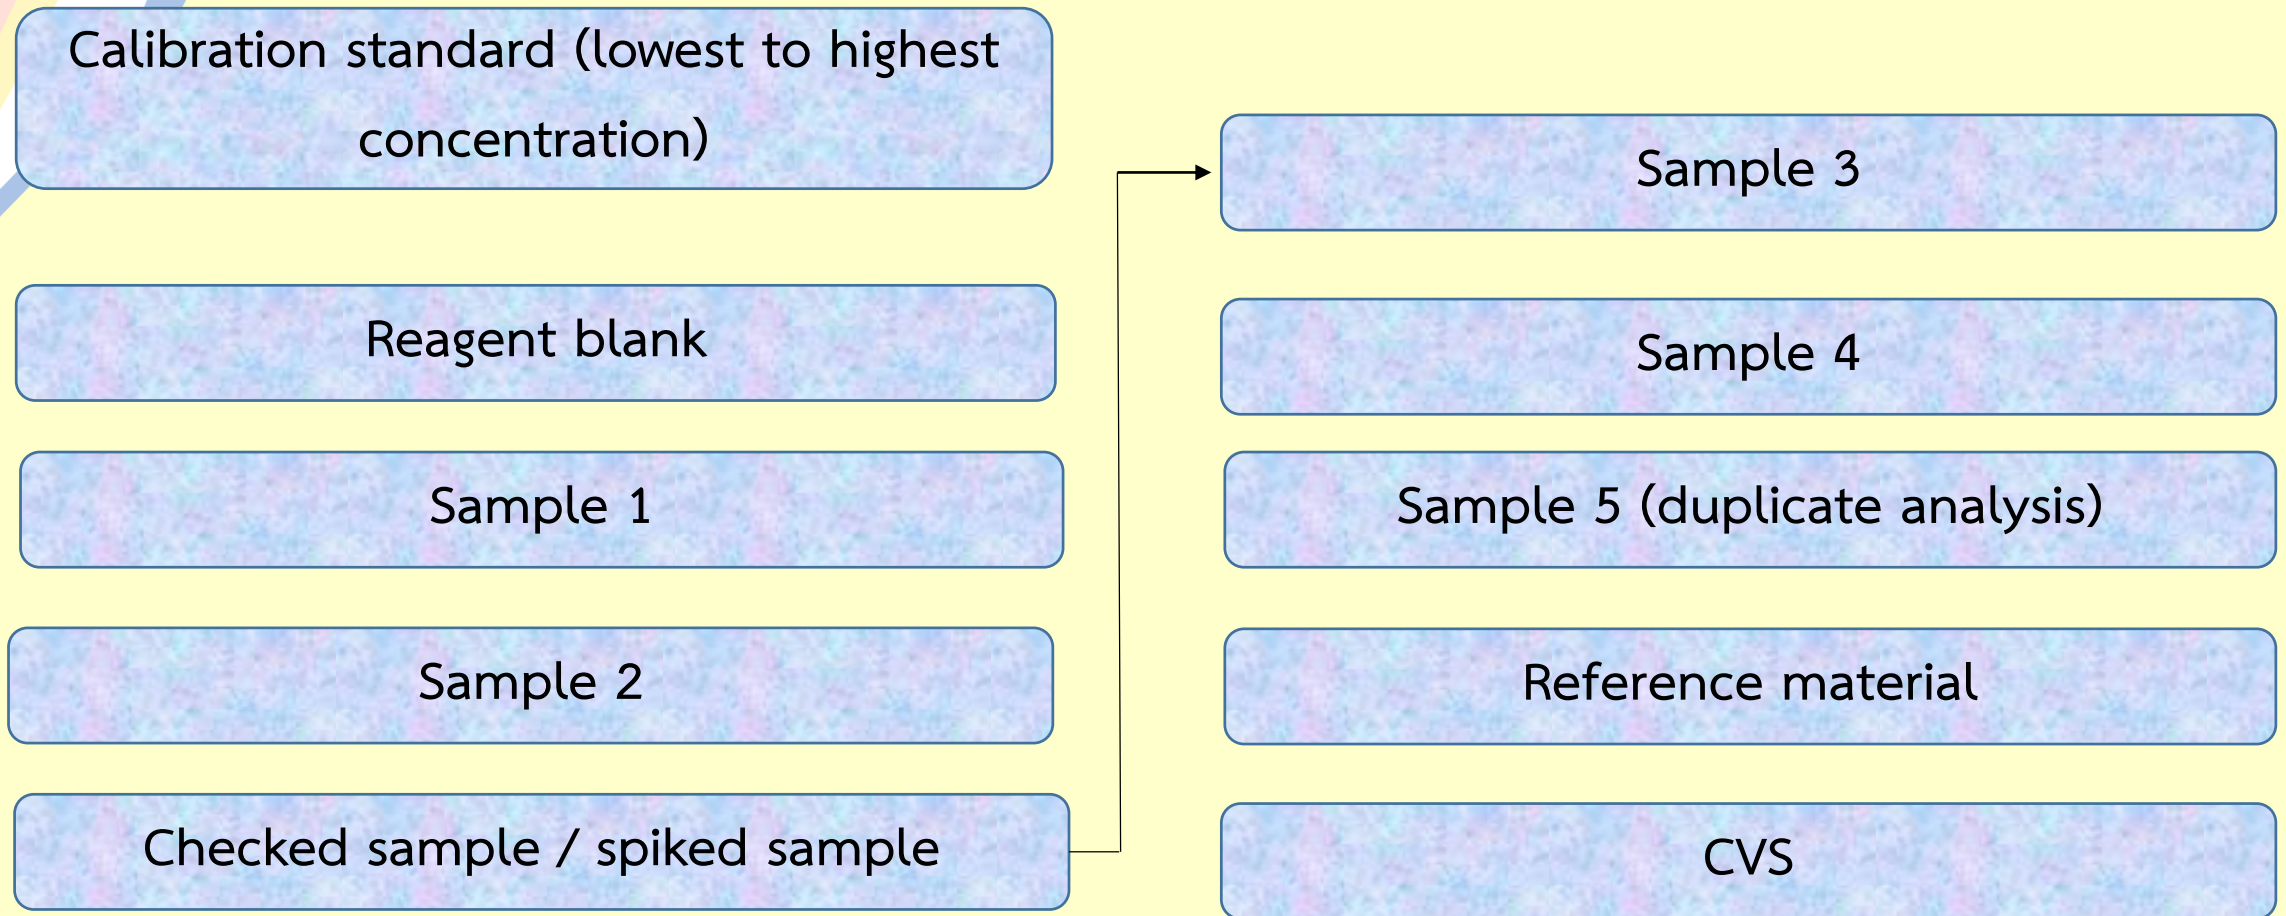 Calibration standard (lowest to highest
concentration)
Reagent blank
Sample 1
Sample 2
Checked sample / spiked sample
Sample 3
Sample 4
Sample 5 (duplicate analysis)
Reference material
CVS